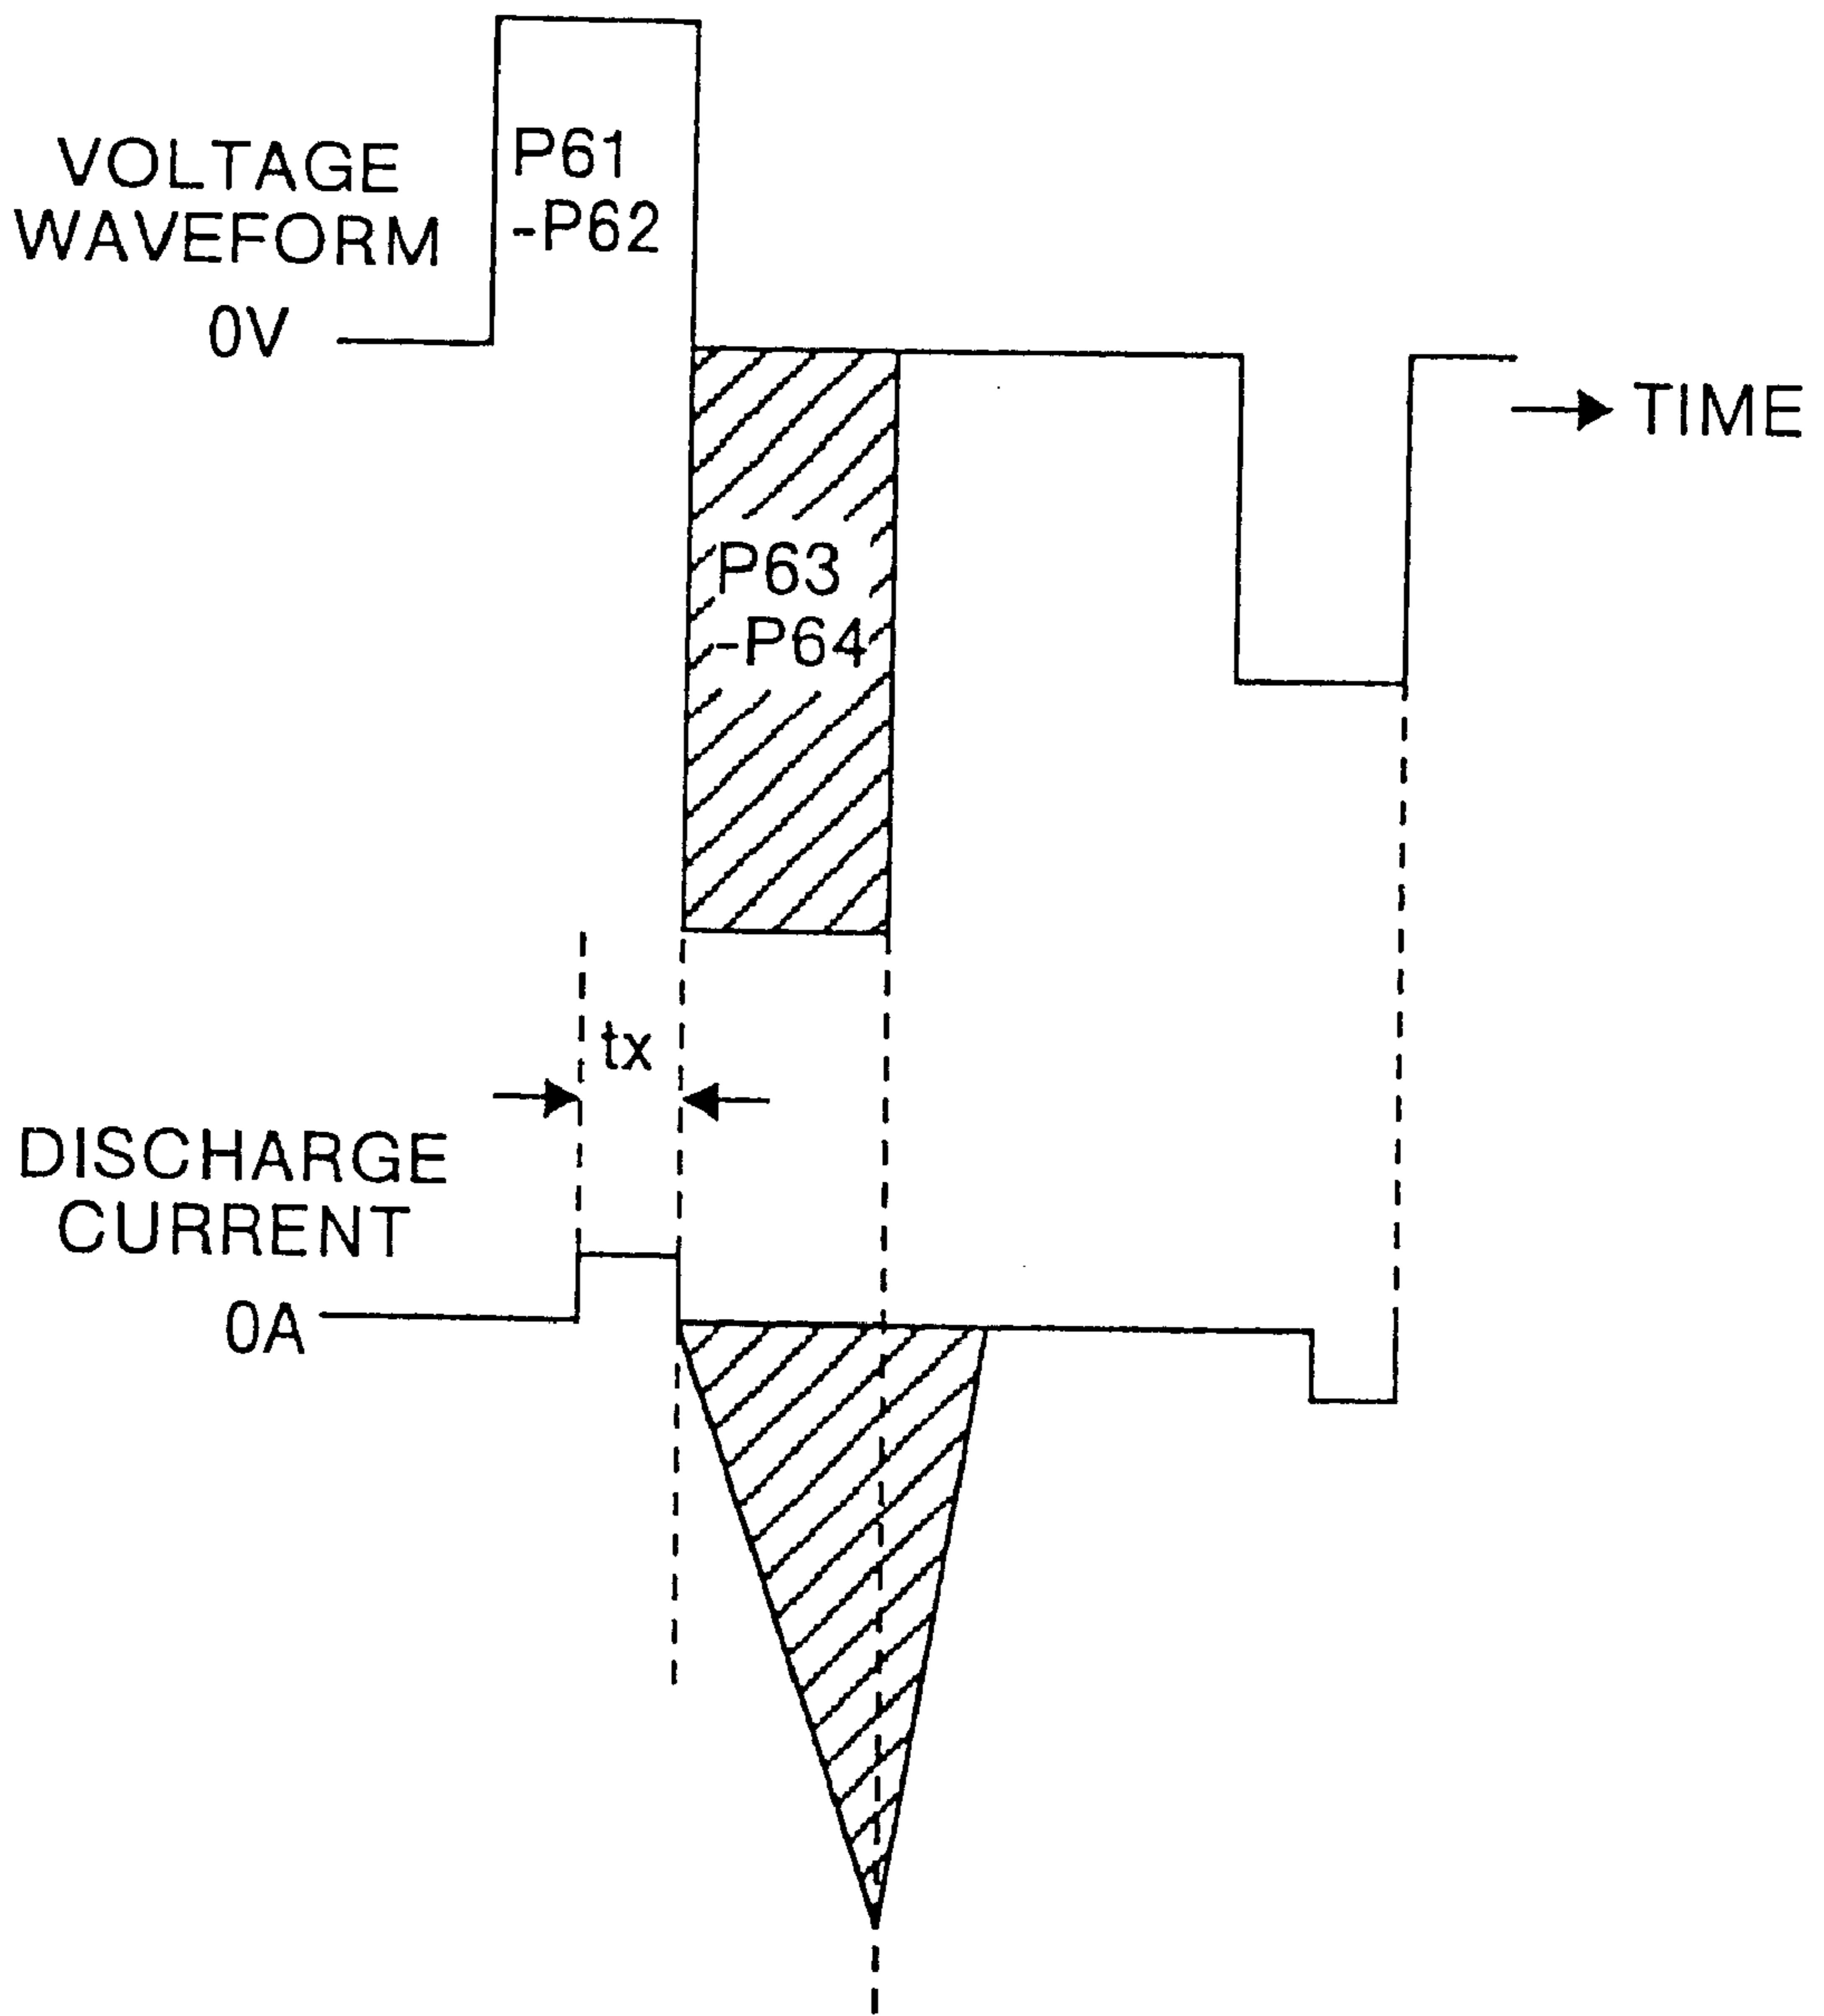 VOLTAGE
WAVEFORM
0V
P61
-P62
TIME
P63
-P64
tx
DISCHARGE
CURRENT
0A